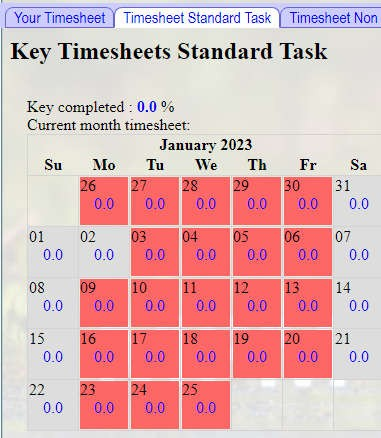 Your Timesheet Timesheet Standard Task Timesheet Non
Key Timesheets Standard Task
Key completed : 0.0 %
Current month timesheet:
January 2023
Su Mo Tu We Th Fr Sa
26 27 28 29 30 31
0.0 0.0 0.0 0.0 0.0 0.0
01 02 03 04 05 06 07
0.0 0.0 0.0 0.0 0.0 0.0 0.0
08 09 10 11 12 13 14
0.0 0.0 0.0 0.0 0.0 0.0 0.0
15 16 17 18 19 20 21
0.0 0.0 0.0 0.0 0.0 0.0 0.0
22 23 24 25
0.0 0.0 0.0 0.0